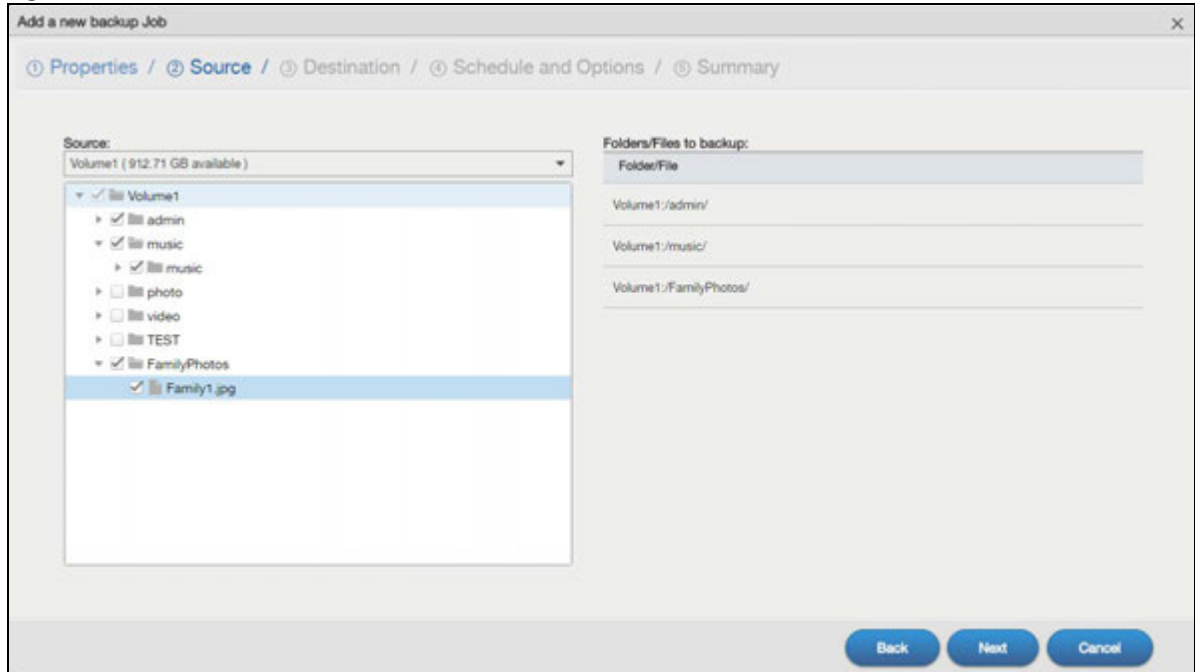 Add a new backup Job
① Properties / ② Source / ③ Destination / ④ Schedule and Options / ⑤ Summary
Source:
Volume1 ( 912.71 GB available )
Volume1
admin
music
music
photo
video
TEST
FamilyPhotos
Family1.jpg
Folders/Files to backup:
Folder/File
Volume1:/admin/
Volume1:/music/
Volume1:/FamilyPhotos/
Back Next Cancel